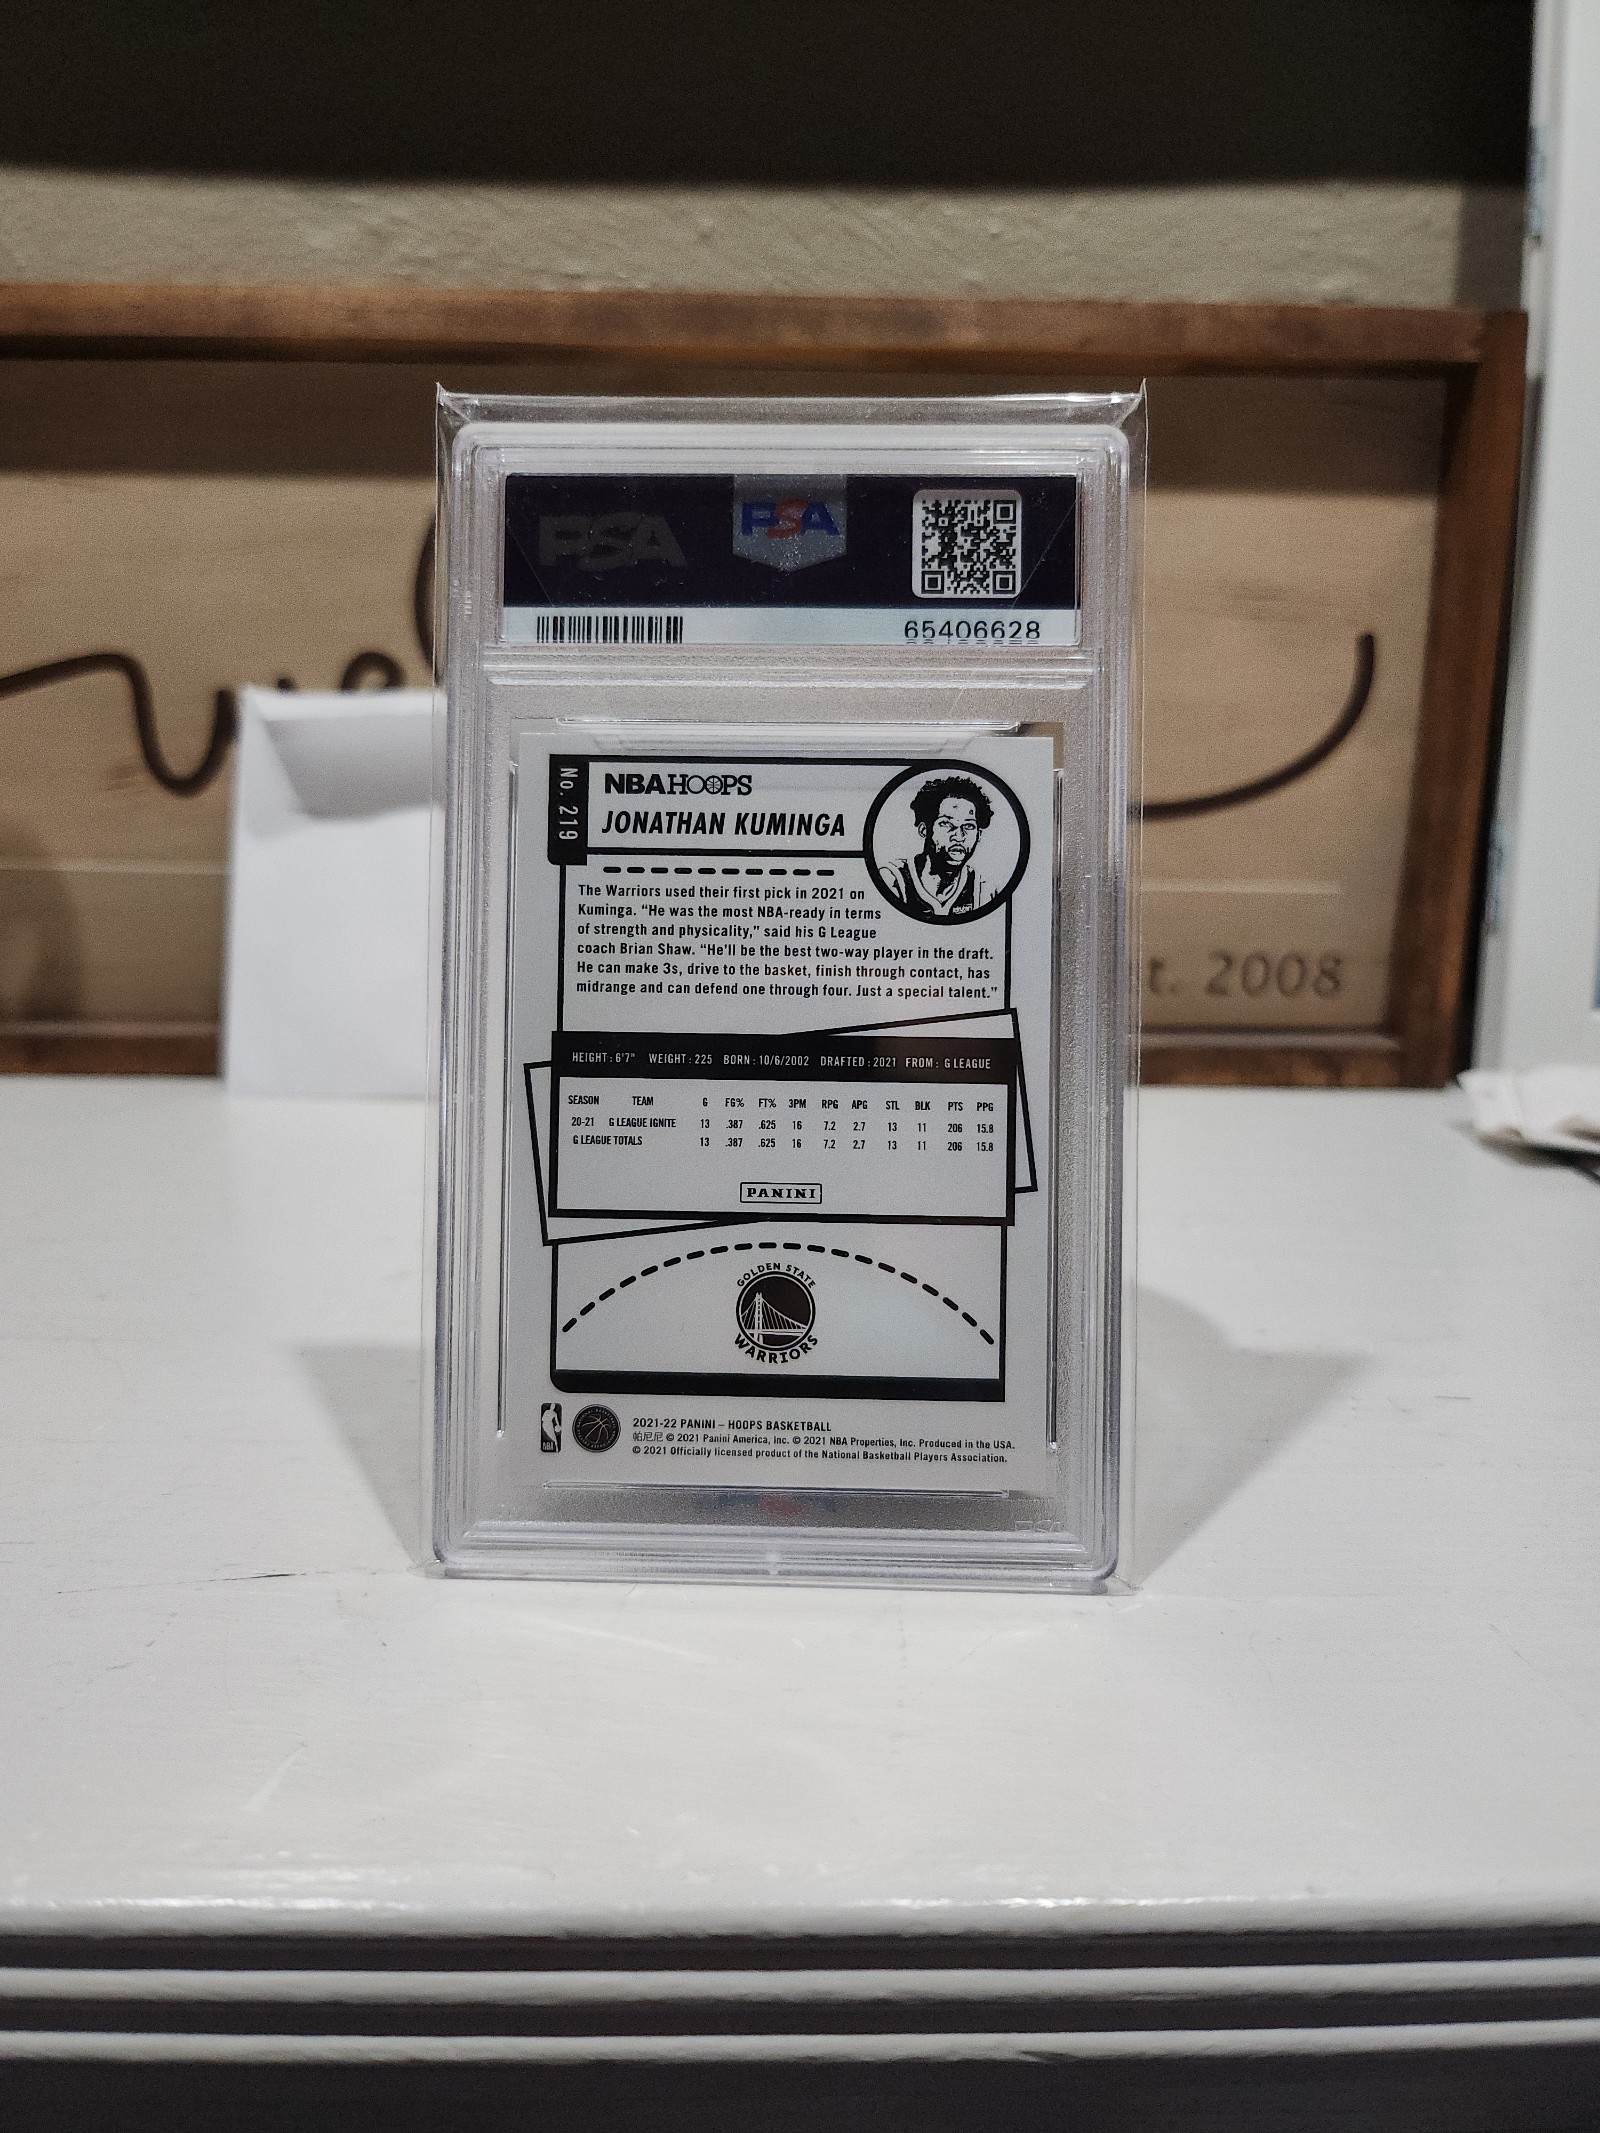 PSA
PSA
65406628
No. 219
NBA HOOPS
JONATHAN KUMINGA
The Warriors used their first pick in 2021 on
Kuminga. “He was the most NBA-ready in terms
of strength and physicality,” said his G League
coach Brian Shaw. “He'll be the best two-way player in the draft.
He can make 3s, drive to the basket, finish through contact, has
midrange and can defend one through four. Just a special talent.”
HEIGHT: 6'7" WEIGHT: 225 BORN: 10/6/2002 DRAFTED: 2021 FROM: G LEAGUE
SEASON TEAM G FG% FT% 3PM RPG APG STL BLK PTS PPG
20-21 G LEAGUE IGNITE 13 .387 .625 16 7.2 2.7 13 11 206 15.8
G LEAGUE TOTALS 13 .387 .625 16 7.2 2.7 13 11 206 15.8
PANINI
GOLDEN STATE
WARRIORS
2021-22 PANINI – HOOPS BASKETBALL
帕尼尼 © 2021 Panini America, Inc. © 2021 NBA Properties, Inc. Produced in the USA.
© 2021 Officially licensed product of the National Basketball Players Association.
t. 2008